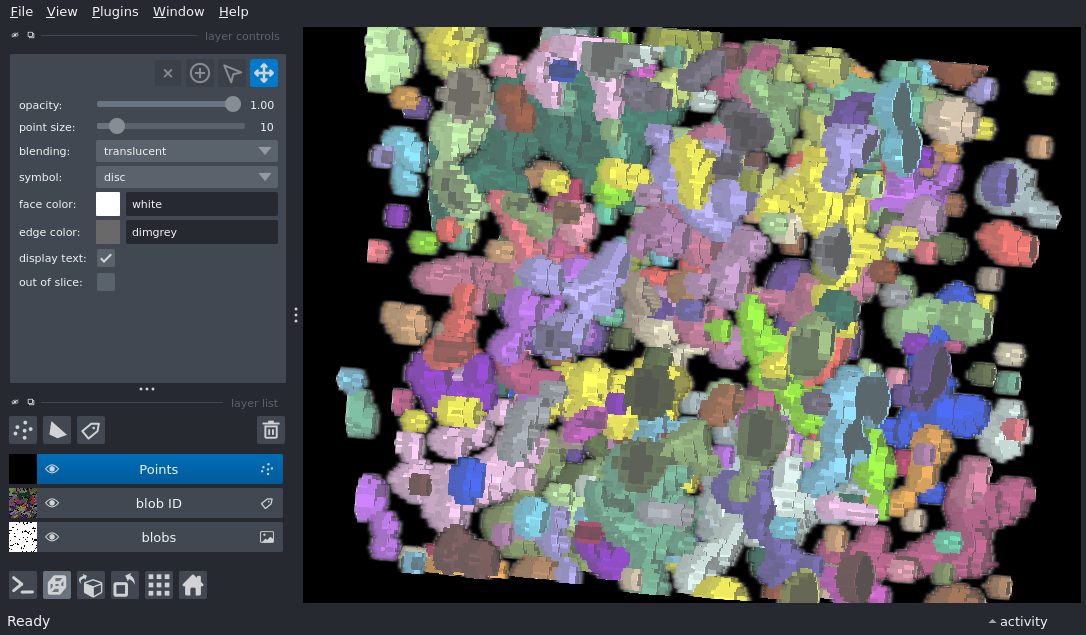 File View Plugins Window Help
layer controls
opacity: 1.00
point size: 10
blending: translucent
symbol: disc
face color: white
edge color: dimgrey
display text:
out of slice:
layer list
Points
blob ID
blobs
Ready
activity